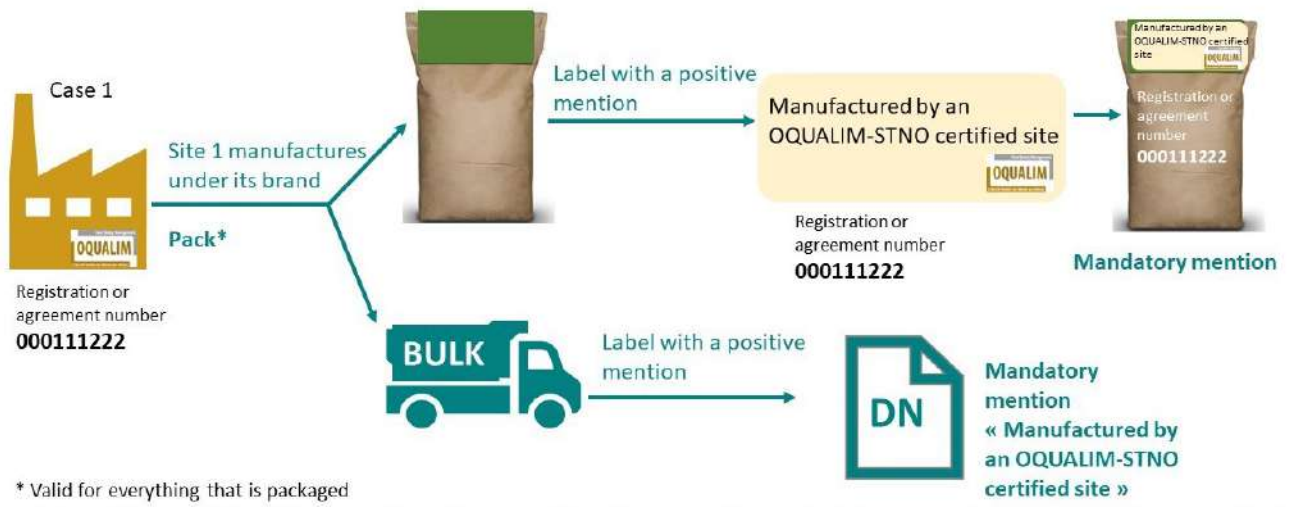 Case 1
Site 1 manufactures
under its brand
Pack*
OQUALIM
Registration or
agreement number
000111222
Label with a positive
mention
Manufactured by an
OQUALIM-STNO certified site
OQUALIM
Registration or
agreement number
000111222
Manufactured by an
OQUALIM-STNO certified
site
OQUALIM
Registration or
agreement
number
000111222
Mandatory mention
BULK
Label with a positive
mention
DN
Mandatory
mention
« Manufactured by
an OQUALIM-STNO
certified site »
* Valid for everything that is packaged